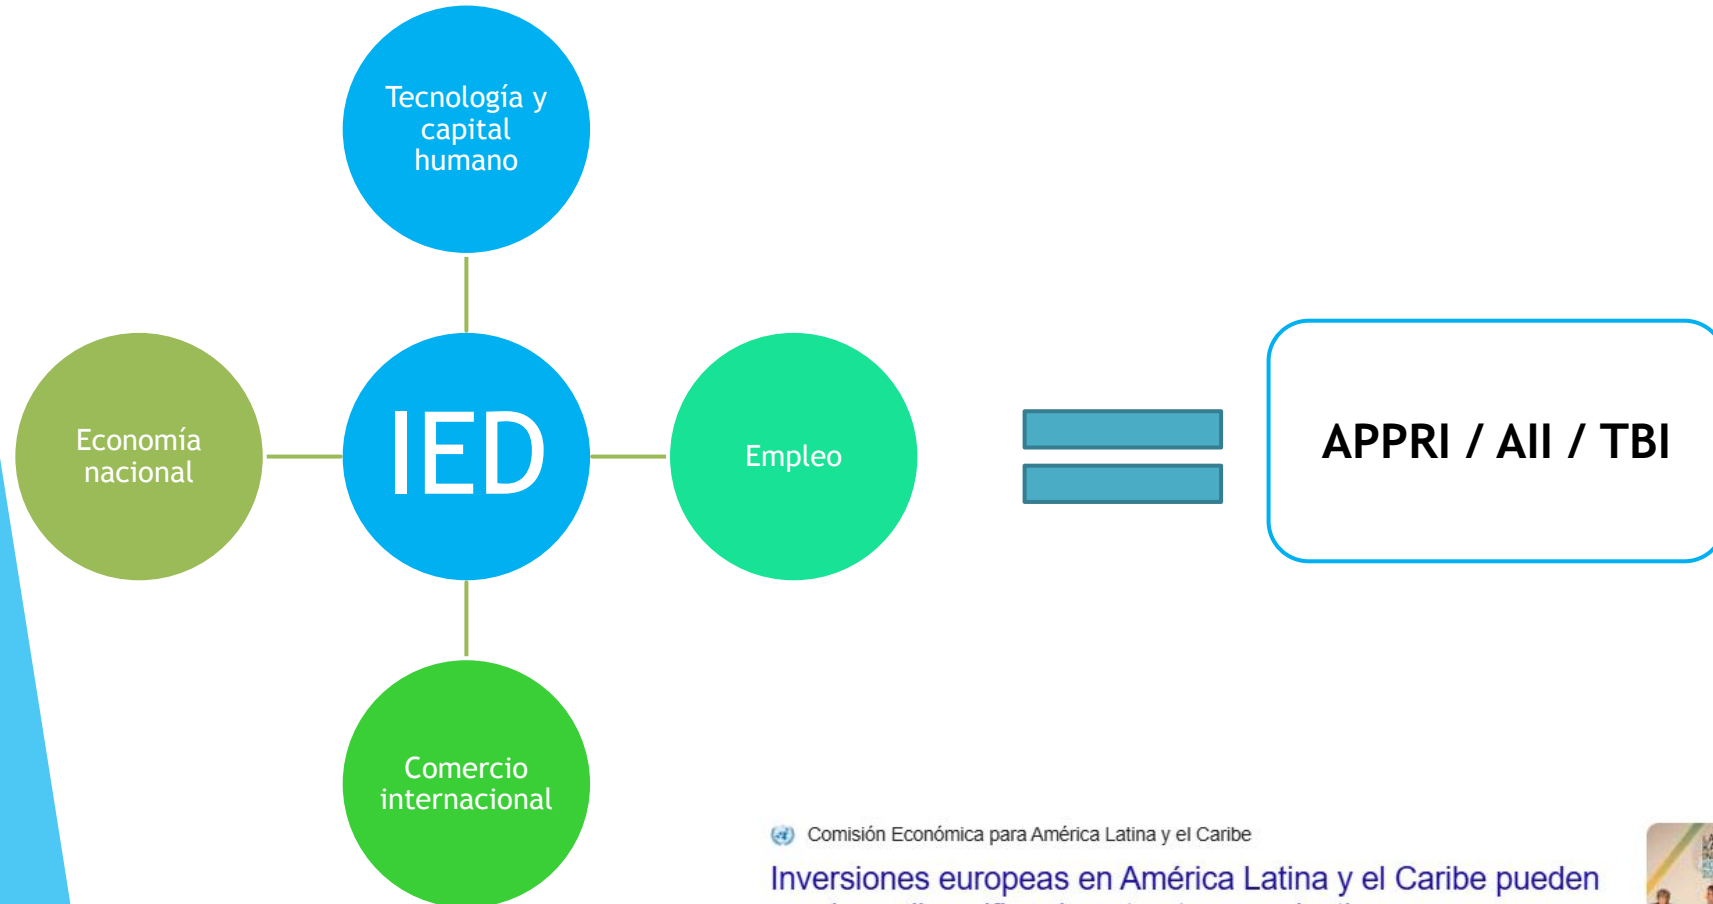 Tecnología y
capital
humano
Economía
nacional
IED
Empleo
APPRI / AII / TBI
Comercio
internacional
Comisión Económica para América Latina y el Caribe
Inversiones europeas en América Latina y el Caribe pueden